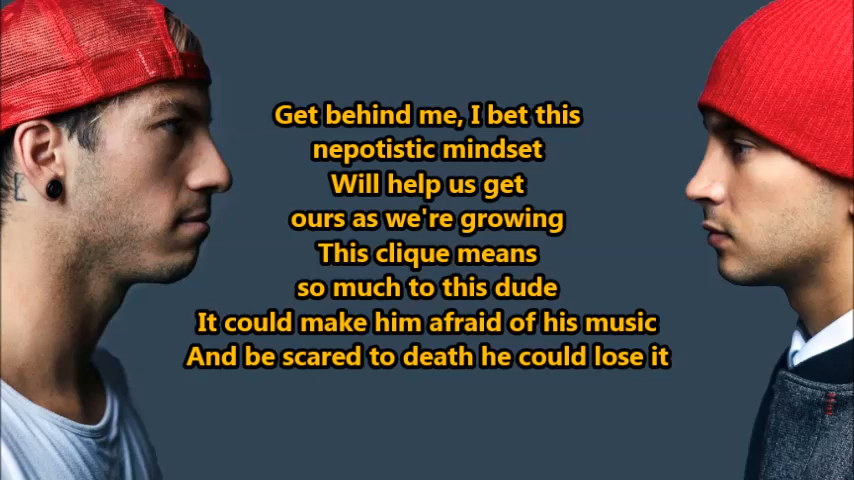 Get behind me, I bet this
nepotistic mindset
Will help us get
ours as we're growing
This clique means
so much to this dude
It could make him afraid of his music
And be scared to death he could lose it